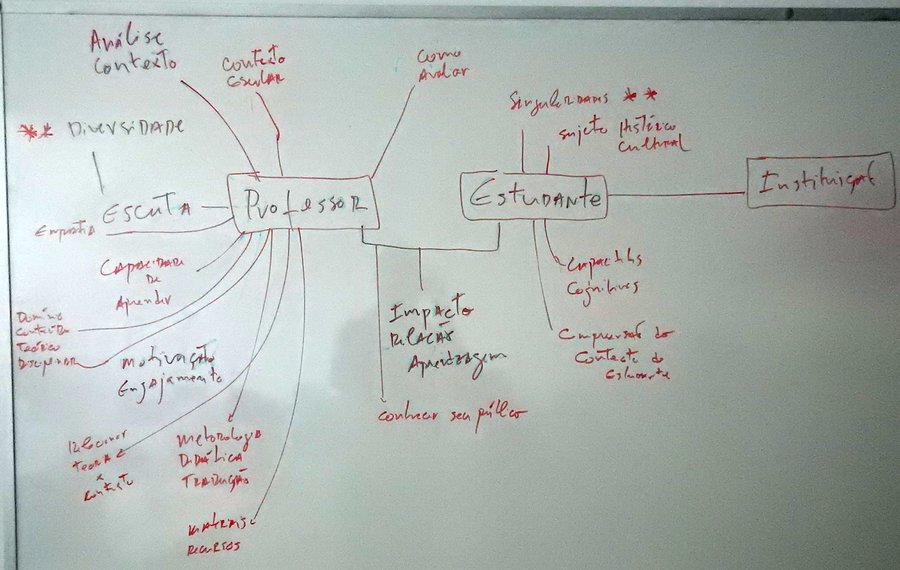 Análise
Contexto
Contexto
Escolar
Como
Avaliar
** Diversidade
Singularidades **
Sujeito Histórico
Cultural
Professor
Estudante
Instituição
Escuta
Empatia
Capacidade
de
Aprender
Domínio
Conteúdo
Teórico
Disciplinar
Motivação
Engajamento
Impacto
Relação
Aprendizagem
Capacidades
Cognitivas
Compreensão do
Contexto do
Estudante
conhecer seu público
Relacionar
teoria e
x
contexto
Metodologia
Didática
Tradução
Materiais
Recursos